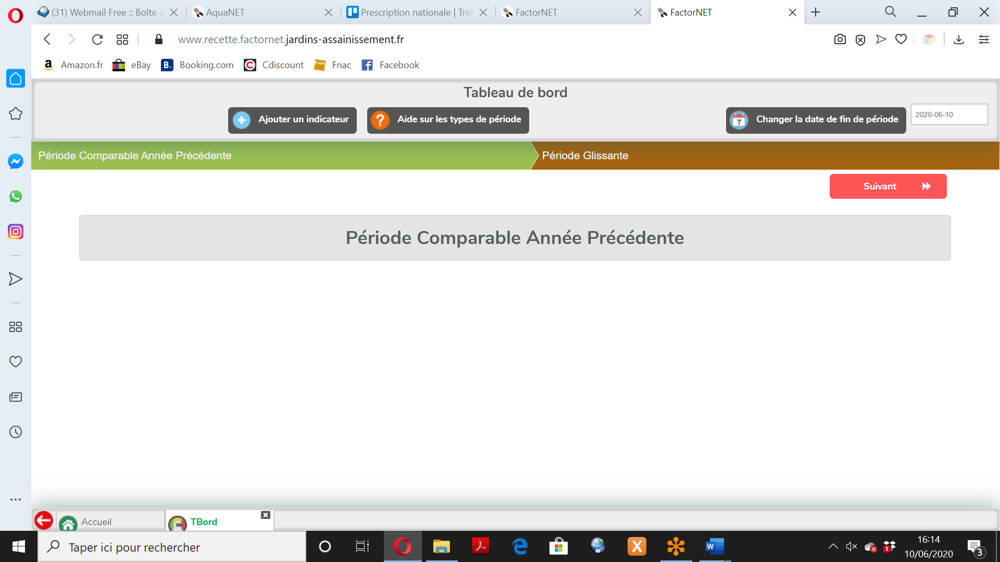 (31) Webmail Free :: Boîte d
AquaNET
Prescription nationale | Trel
FactorNET
FactorNET
www.recette.factornet.jardins-assainissement.fr
Amazon.fr
eBay
Booking.com
Cdiscount
Fnac
Facebook
Tableau de bord
Ajouter un indicateur
Aide sur les types de période
Changer la date de fin de période
2020-06-10
Période Comparable Année Précédente
Période Glissante
Suivant
Période Comparable Année Précédente
Accueil
TBord
Taper ici pour rechercher
16:14
10/06/2020
3